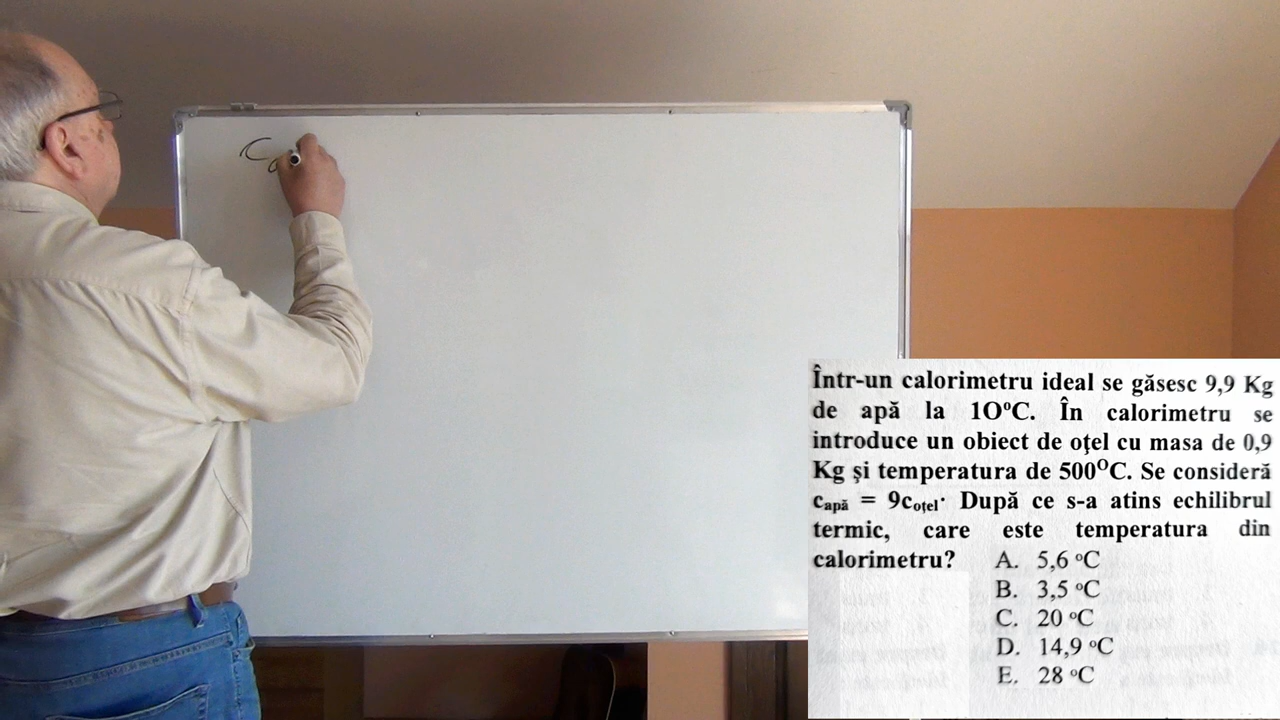 C
Într-un calorimetru ideal se găsesc 9,9 Kg
de apă la 1OºC. În calorimetru se
introduce un obiect de oţel cu masa de 0,9
Kg şi temperatura de 500ᴼC. Se consideră
capă = 9coţel. După ce s-a atins echilibrul
termic, care este temperatura din
calorimetru? A. 5,6 ºC
B. 3,5 ºC
C. 20 ºC
D. 14,9 ºC
E. 28 ºC